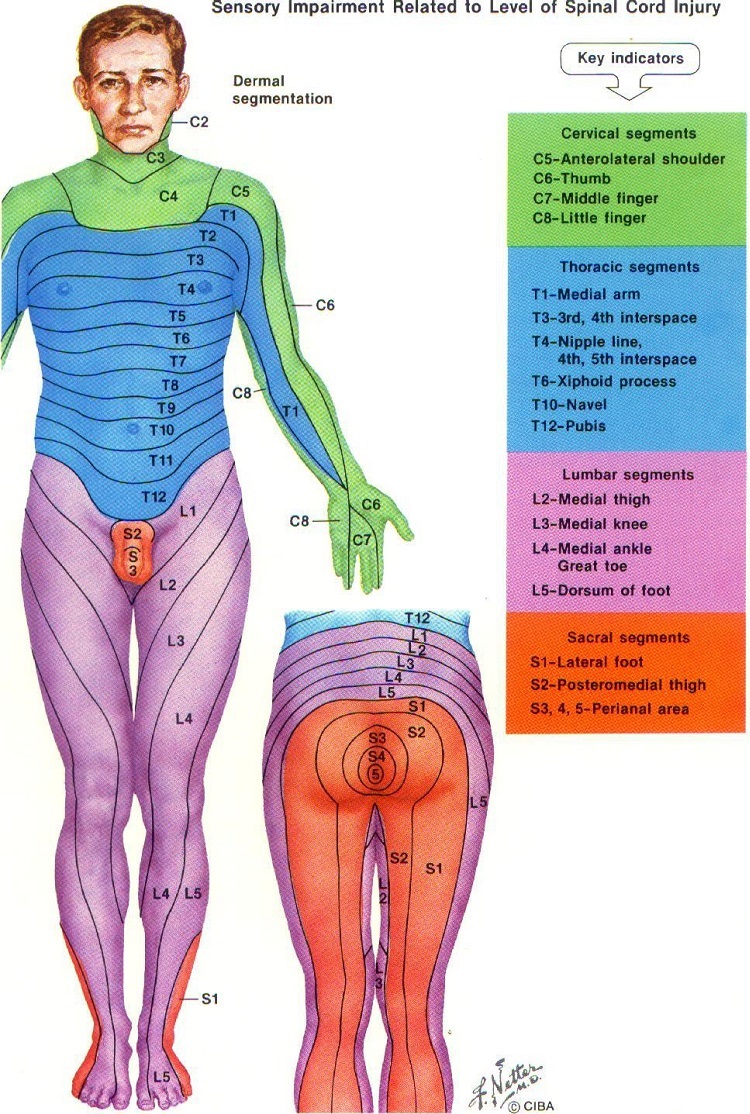 Sensory Impairment Related to Level of Spinal Cord Injury
Dermal
segmentation
Key indicators
C2
C3
C4
C5
T1
T2
T3
T4
T5
T6
T7
T8
T9
T10
T11
T12
C6
C8
T1
L1
S2
S
3
L2
L3
L4
C8
C6
C7
L4
L5
S1
L5
Cervical segments
C5-Anterolateral shoulder
C6-Thumb
C7-Middle finger
C8-Little finger
Thoracic segments
T1-Medial arm
T3-3rd, 4th interspace
T4-Nipple line,
4th, 5th interspace
T6-Xiphoid process
T10-Navel
T12-Pubis
Lumbar segments
L2-Medial thigh
L3-Medial knee
L4-Medial ankle
Great toe
L5-Dorsum of foot
Sacral segments
S1-Lateral foot
S2-Posteromedial thigh
S3, 4, 5-Perianal area
T12
L1
L2
L3
L4
L5
S1
S2
S3
S4
5
L5
S2
S1
L
2
L
3
F. Netter
M.D.
© CIBA